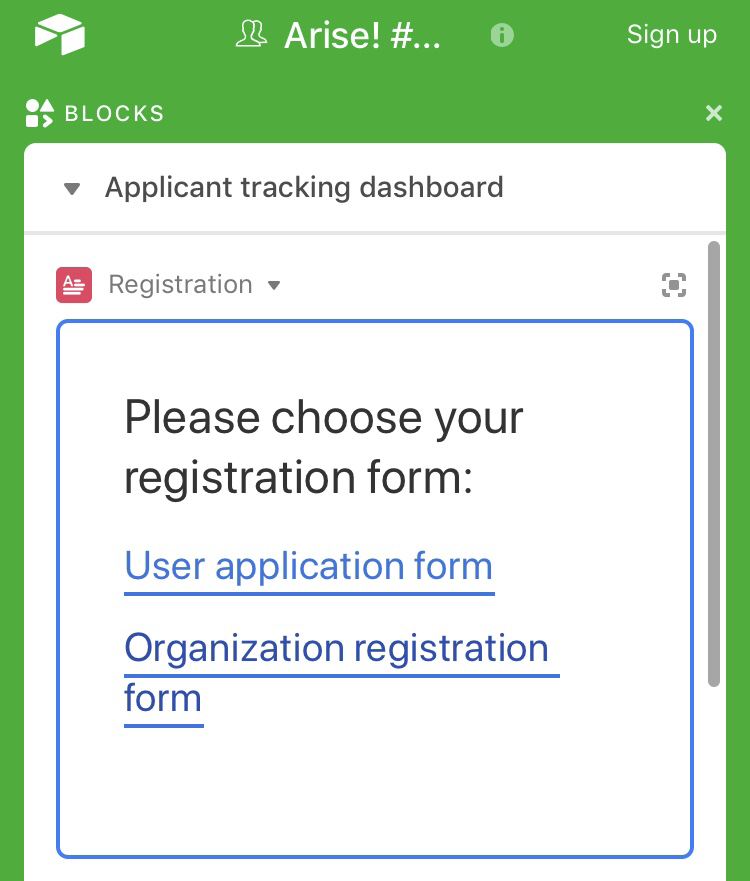 Arise! #...
Sign up
BLOCKS
Applicant tracking dashboard
Registration
Please choose your
registration form:
User application form
Organization registration
form